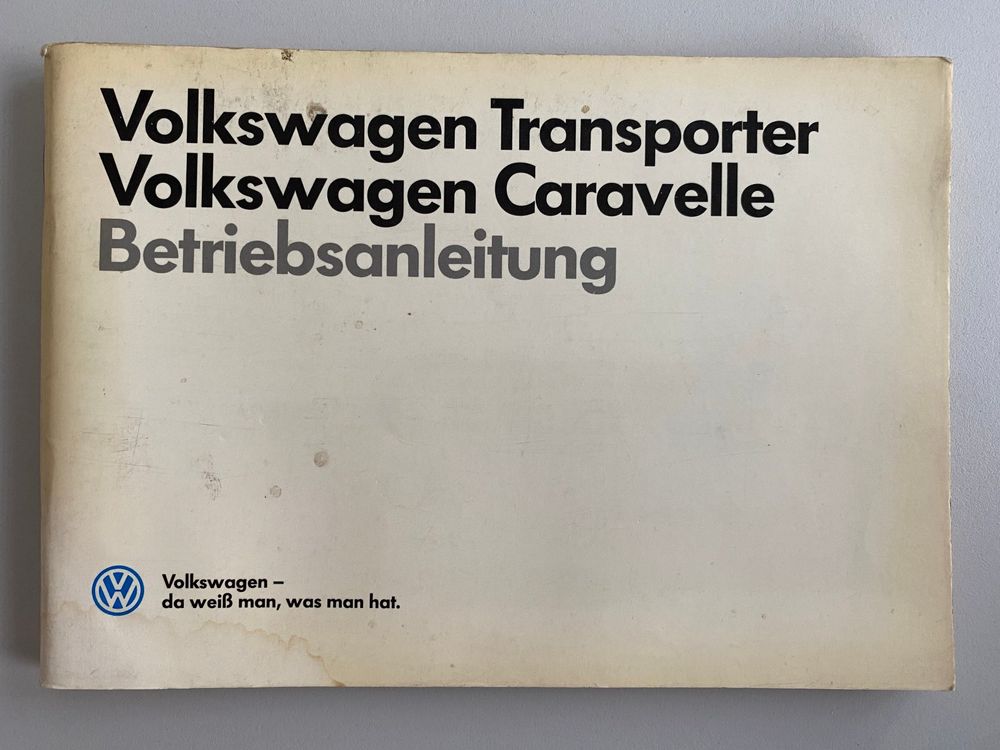 Volkswagen Transporter
Volkswagen Caravelle
Betriebsanleitung
Volkswagen –
da weiß man, was man hat.